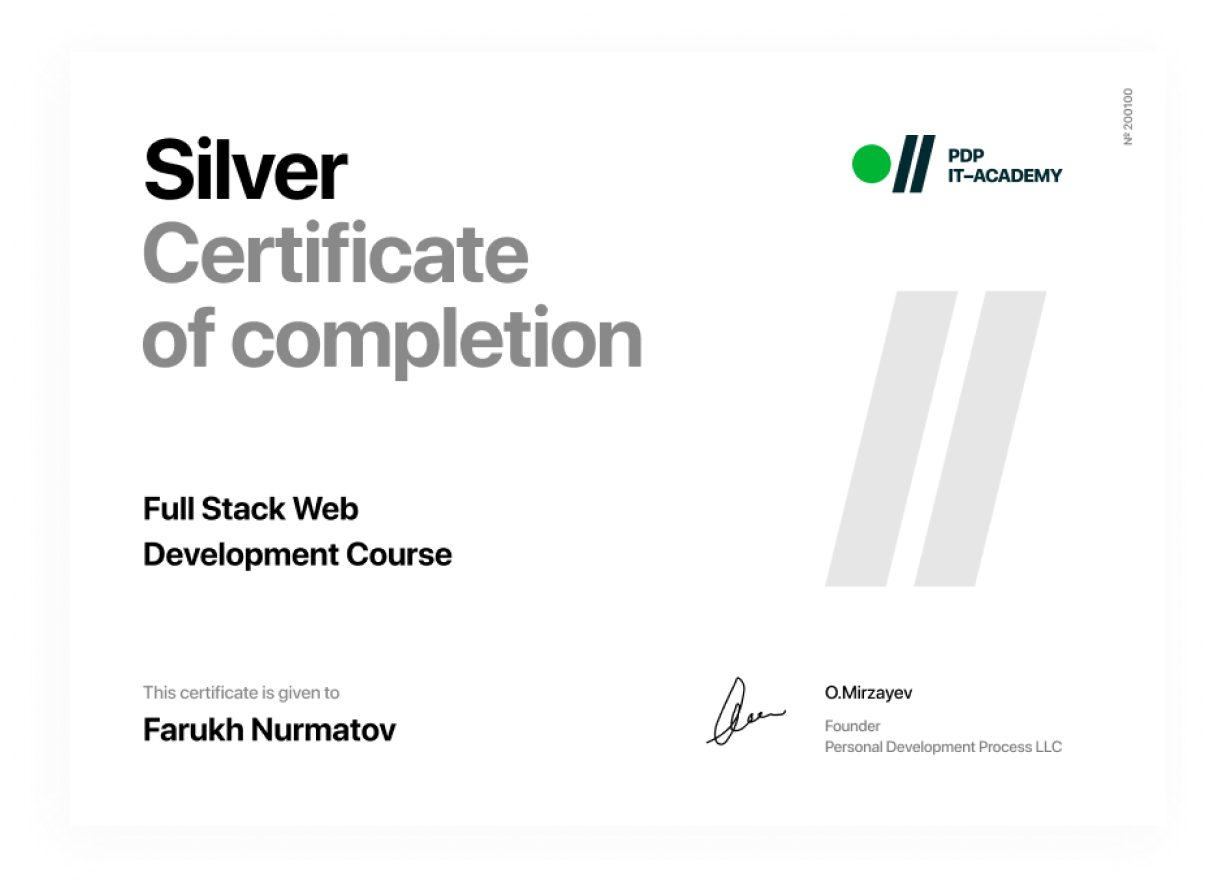 Silver
Certificate
of completion
PDP
IT–ACADEMY
№ 200100
Full Stack Web
Development Course
This certificate is given to
Farukh Nurmatov
O.Mirzayev
Founder
Personal Development Process LLC